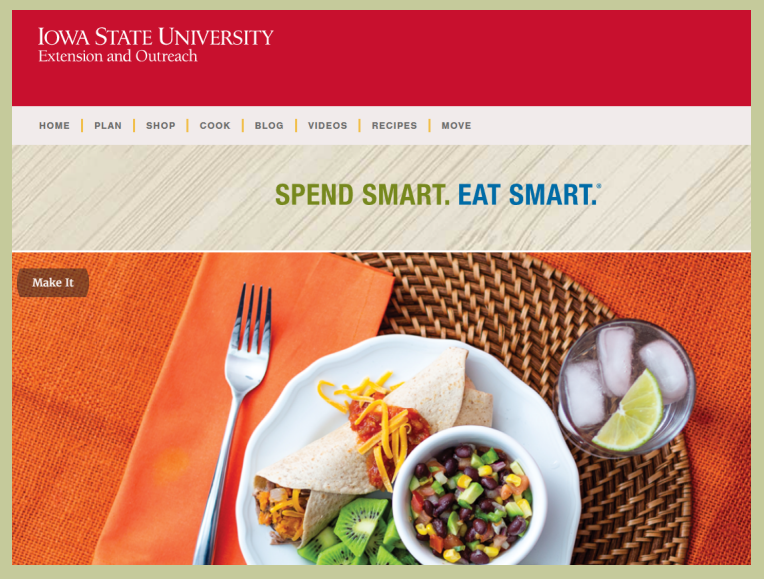 IOWA STATE UNIVERSITY
Extension and Outreach
HOME | PLAN | SHOP | COOK | BLOG | VIDEOS | RECIPES | MOVE
SPEND SMART. EAT SMART.®
Make It